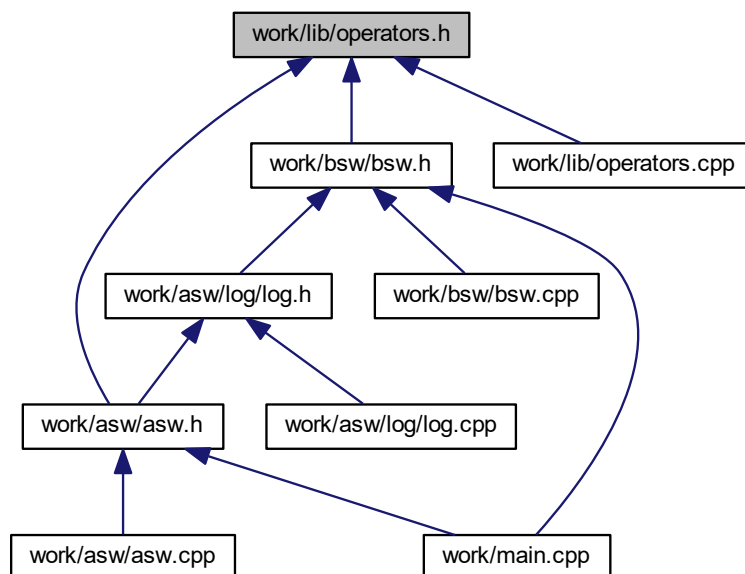 work/lib/operators.h
work/bsw/bsw.h
work/lib/operators.cpp
work/asw/log/log.h
work/bsw/bsw.cpp
work/asw/asw.h
work/asw/log/log.cpp
work/asw/asw.cpp
work/main.cpp